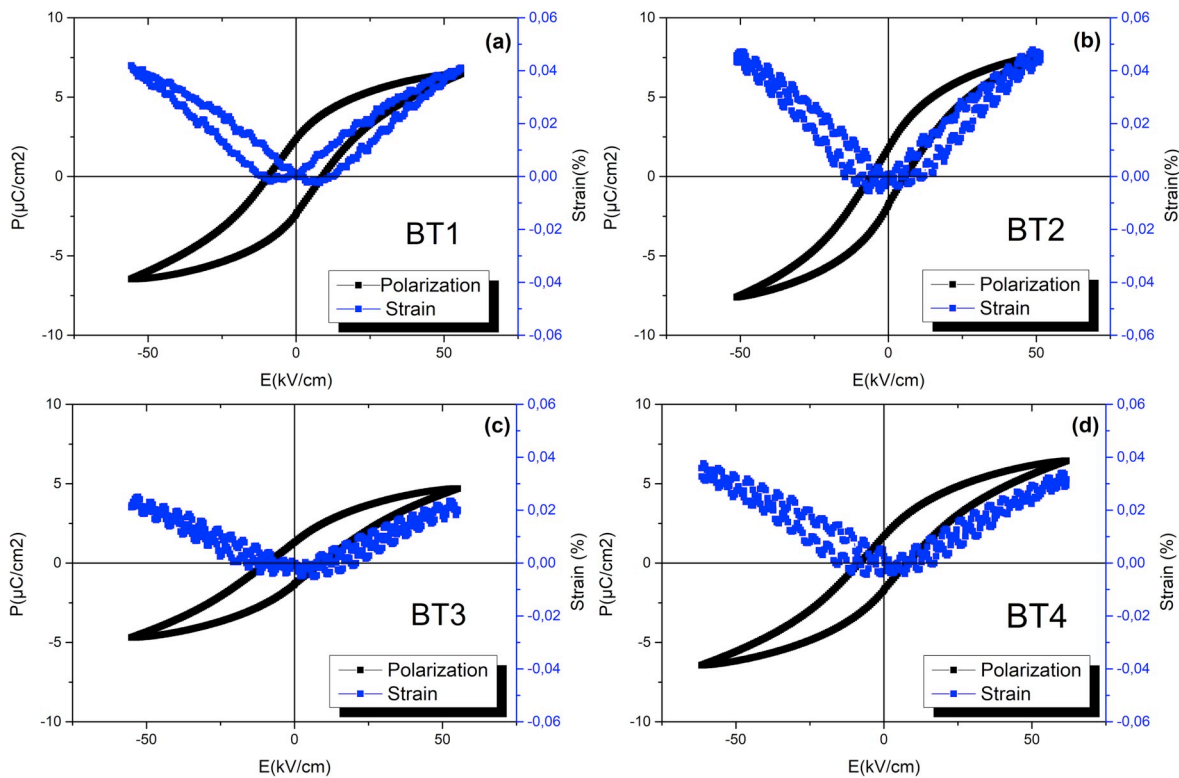 10
5
0
-5
-10
P(µC/cm2)
(a)
BT1
Polarization
Strain
0,06
0,04
0,02
0,00
-0,02
-0,04
-0,06
Strain(%)
-50
0
50
E(kV/cm)
10
5
0
-5
-10
P(µC/cm2)
(b)
BT2
Polarization
Strain
0,06
0,04
0,02
0,00
-0,02
-0,04
-0,06
Strain(%)
-50
0
50
E(kV/cm)
10
5
0
-5
-10
P(µC/cm2)
(c)
BT3
Polarization
Strain
0,06
0,04
0,02
0,00
-0,02
-0,04
-0,06
Strain (%)
-50
0
50
E(kV/cm)
10
5
0
-5
-10
P(µC/cm2)
(d)
BT4
Polarization
Strain
0,06
0,04
0,02
0,00
-0,02
-0,04
-0,06
Strain (%)
-50
0
50
E(kV/cm)